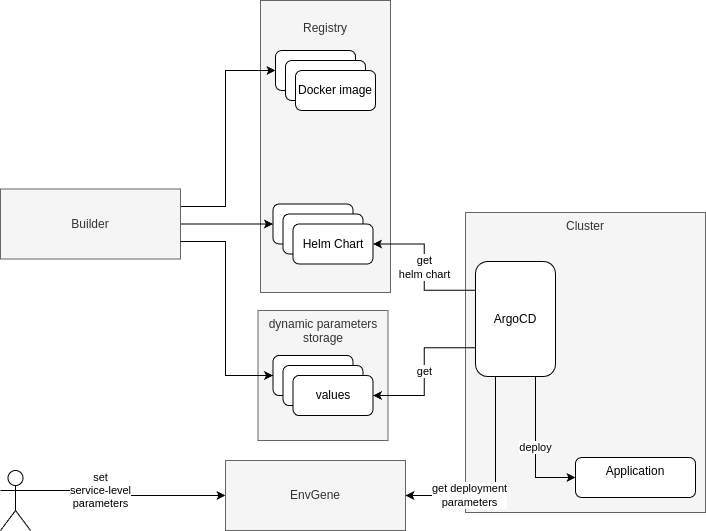 Registry
Docker image
Builder
Helm Chart
Cluster
get
helm chart
ArgoCD
dynamic parameters
storage
get
values
deploy
Application
set
service-level
parameters
EnvGene
get deployment
parameters